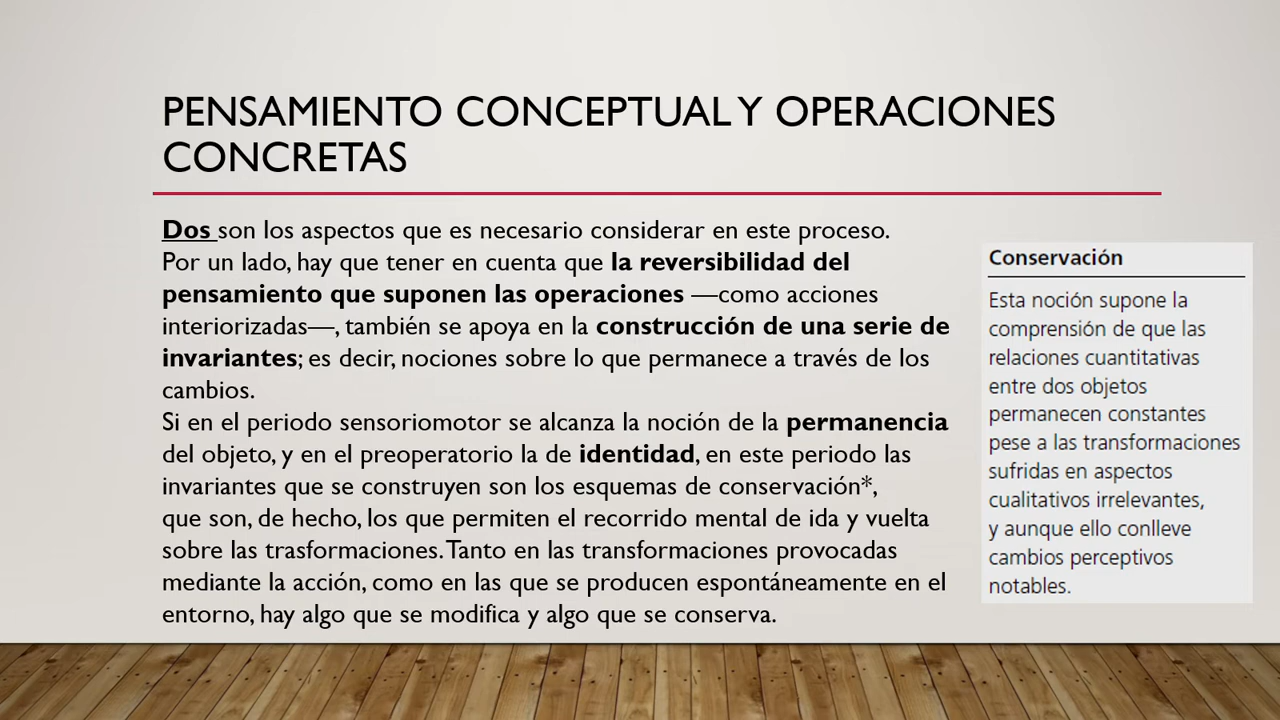 PENSAMIENTO CONCEPTUAL Y OPERACIONES
CONCRETAS
Dos son los aspectos que es necesario considerar en este proceso.
Por un lado, hay que tener en cuenta que la reversibilidad del
pensamiento que suponen las operaciones —como acciones
interiorizadas—, también se apoya en la construcción de una serie de
invariantes; es decir, nociones sobre lo que permanece a través de los
cambios.
Si en el periodo sensoriomotor se alcanza la noción de la permanencia
del objeto, y en el preoperatorio la de identidad, en este periodo las
invariantes que se construyen son los esquemas de conservación*,
que son, de hecho, los que permiten el recorrido mental de ida y vuelta
sobre las trasformaciones. Tanto en las transformaciones provocadas
mediante la acción, como en las que se producen espontáneamente en el
entorno, hay algo que se modifica y algo que se conserva.
Conservación
Esta noción supone la
comprensión de que las
relaciones cuantitativas
entre dos objetos
permanecen constantes
pese a las transformaciones
sufridas en aspectos
cualitativos irrelevantes,
y aunque ello conlleve
cambios perceptivos
notables.